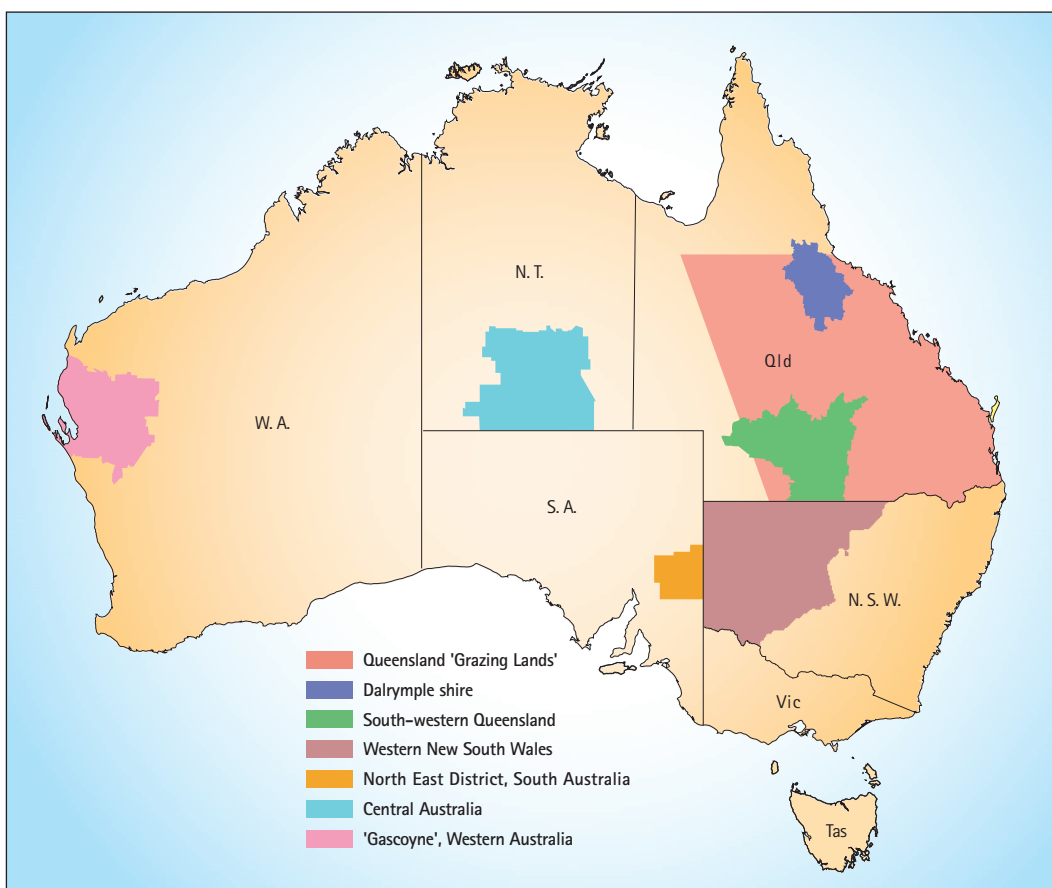 N. T.
Qld
W. A.
S. A.
N. S. W.
Vic
Tas
Queensland 'Grazing Lands'
Dalrymple shire
South-western Queensland
Western New South Wales
North East District, South Australia
Central Australia
'Gascoyne', Western Australia